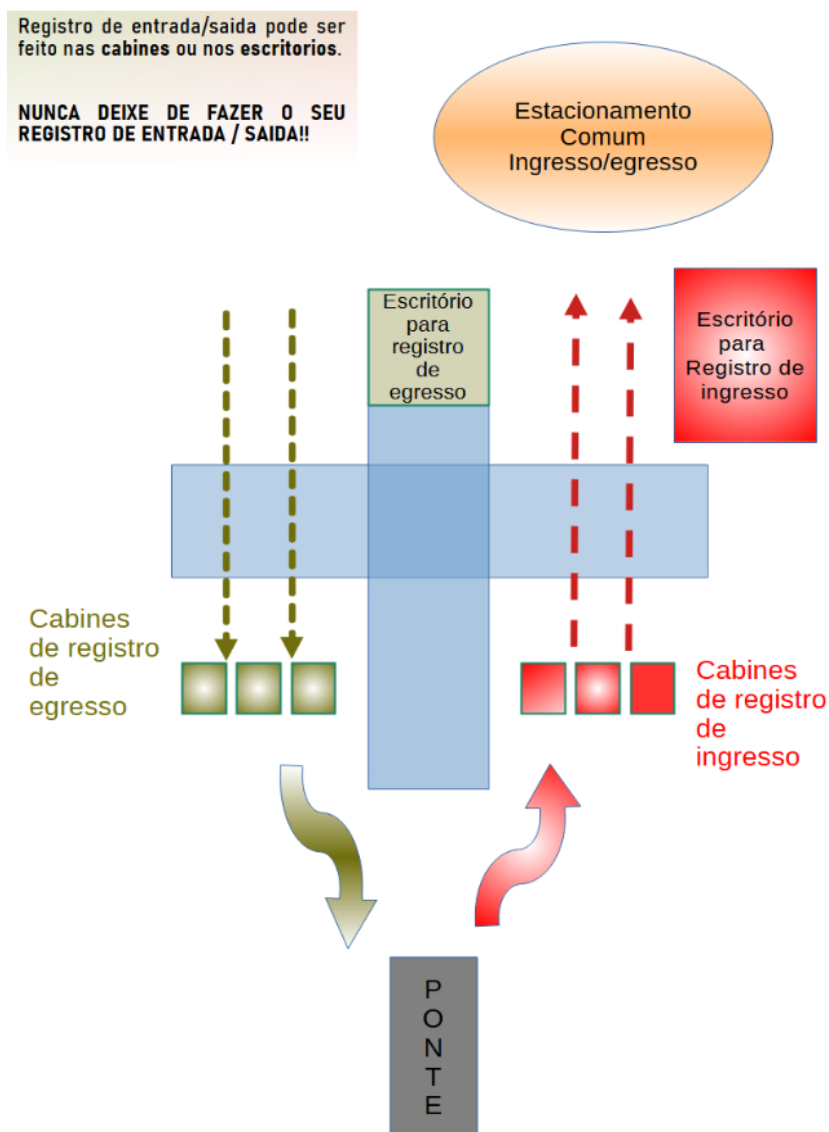 Registro de entrada/saida pode ser
feito nas cabines ou nos escritorios.
NUNCA DEIXE DE FAZER O SEU
REGISTRO DE ENTRADA / SAIDA!!
Estacionamento
Comum
Ingresso/egresso
Escritório
para
registro
de
egresso
Escritório
para
Registro de
ingresso
Cabines
de registro
de
egresso
Cabines
de registro
de
ingresso
P
O
N
T
E